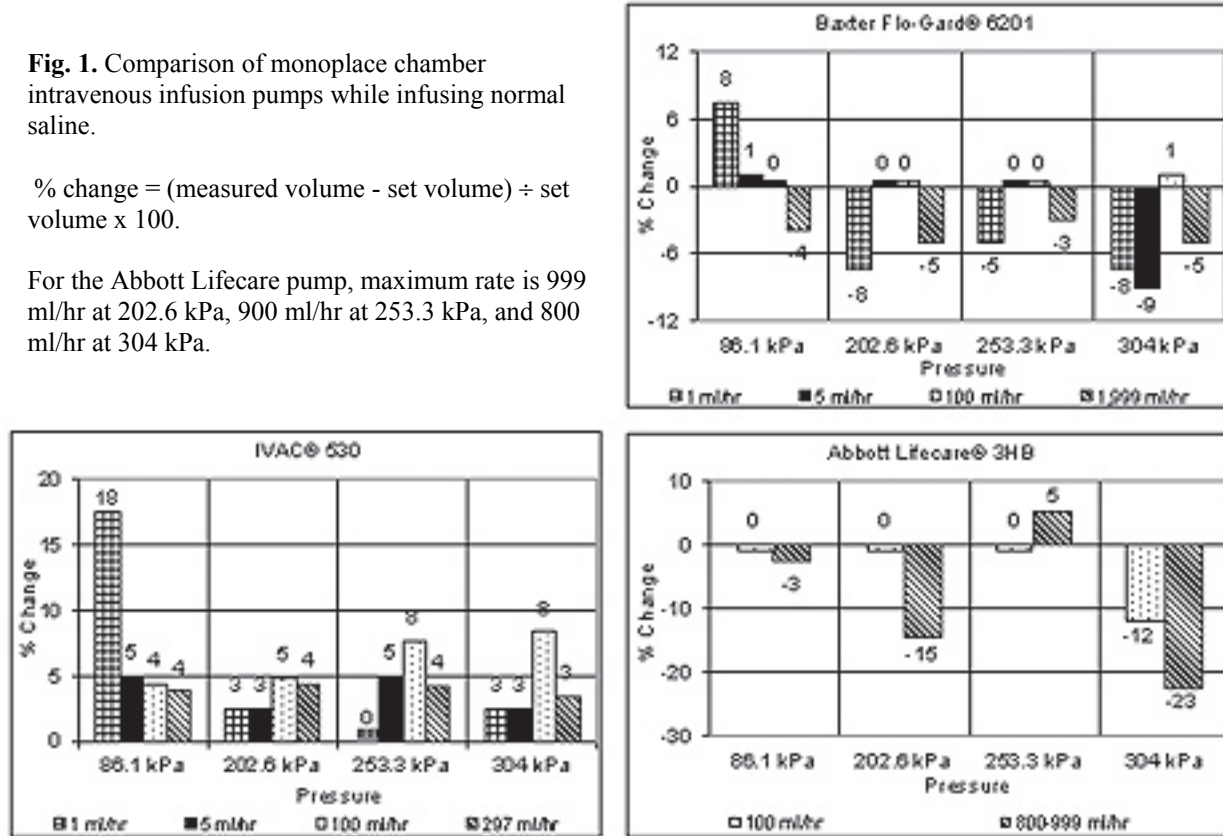 Fig. 1. Comparison of monoplace chamber
intravenous infusion pumps while infusing normal
saline.
% change = (measured volume - set volume) ÷ set
volume x 100.
For the Abbott Lifecare pump, maximum rate is 999
ml/hr at 202.6 kPa, 900 ml/hr at 253.3 kPa, and 800
ml/hr at 304 kPa.
Baxter Flo-Gard® 6201
% Change
12
6
0
-6
-12
8
1
0
-4
-8
0
0
-5
-5
0
0
-3
-8
-9
1
-5
86.1 kPa 202.6 kPa 253.3 kPa 304 kPa
Pressure
1 ml/hr 5 ml/hr 100 ml/hr 1,999 ml/hr
IVAC® 530
% Change
20
15
10
5
0
18
5
4
4
3
3
5
4
0
5
8
4
3
3
8
3
86.1 kPa 202.6 kPa 253.3 kPa 304 kPa
Pressure
1 ml/hr 5 ml/hr 100 ml/hr 297 ml/hr
Abbott Lifecare® 3HB
% Change
10
0
-10
-20
-30
0
-3
0
-15
0
5
-12
-23
86.1 kPa 202.6 kPa 253.3 kPa 304 kPa
Pressure
100 ml/hr 800-999 ml/hr